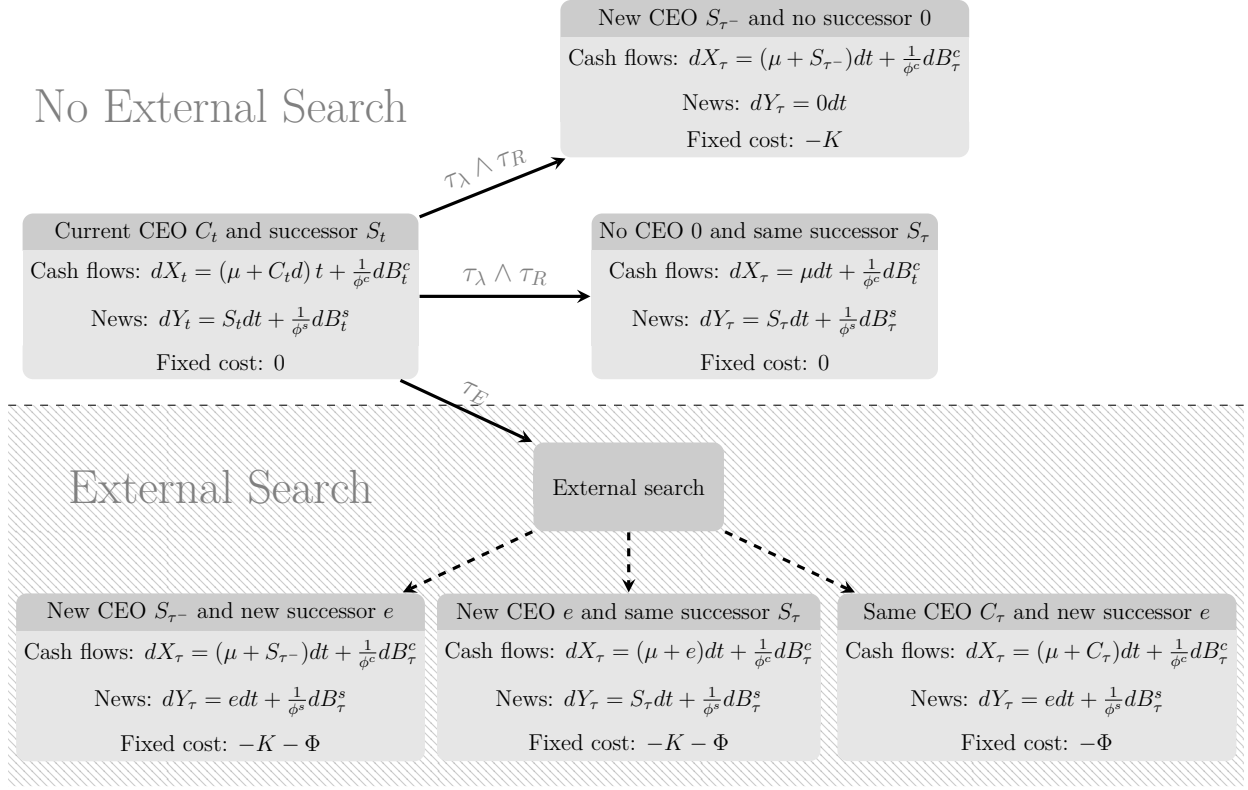 New CEO $S_{\tau^-}$ and no successor 0
Cash flows: $dX_\tau = (\mu + S_{\tau^-})dt + \frac{1}{\phi^c}dB^c_\tau$
News: $dY_\tau = 0dt$
Fixed cost: $-K$
No External Search
$\tau_\lambda \wedge \tau_R$
Current CEO $C_t$ and successor $S_t$
Cash flows: $dX_t = (\mu + C_t d)\, t + \frac{1}{\phi^c}dB^c_t$
News: $dY_t = S_t dt + \frac{1}{\phi^s}dB^s_t$
Fixed cost: 0
$\tau_\lambda \wedge \tau_R$
No CEO 0 and same successor $S_\tau$
Cash flows: $dX_\tau = \mu dt + \frac{1}{\phi^c}dB^c_t$
News: $dY_\tau = S_\tau dt + \frac{1}{\phi^s}dB^s_\tau$
Fixed cost: 0
$\tau_E$
External Search
External search
New CEO $S_{\tau^-}$ and new successor $e$
Cash flows: $dX_\tau = (\mu + S_{\tau^-})dt + \frac{1}{\phi^c}dB^c_\tau$
News: $dY_\tau = edt + \frac{1}{\phi^s}dB^s_\tau$
Fixed cost: $-K - \Phi$
New CEO $e$ and same successor $S_\tau$
Cash flows: $dX_\tau = (\mu + e)dt + \frac{1}{\phi^c}dB^c_\tau$
News: $dY_\tau = S_\tau dt + \frac{1}{\phi^s}dB^s_\tau$
Fixed cost: $-K - \Phi$
Same CEO $C_\tau$ and new successor $e$
Cash flows: $dX_\tau = (\mu + C_\tau)dt + \frac{1}{\phi^c}dB^c_\tau$
News: $dY_\tau = edt + \frac{1}{\phi^s}dB^s_\tau$
Fixed cost: $-\Phi$